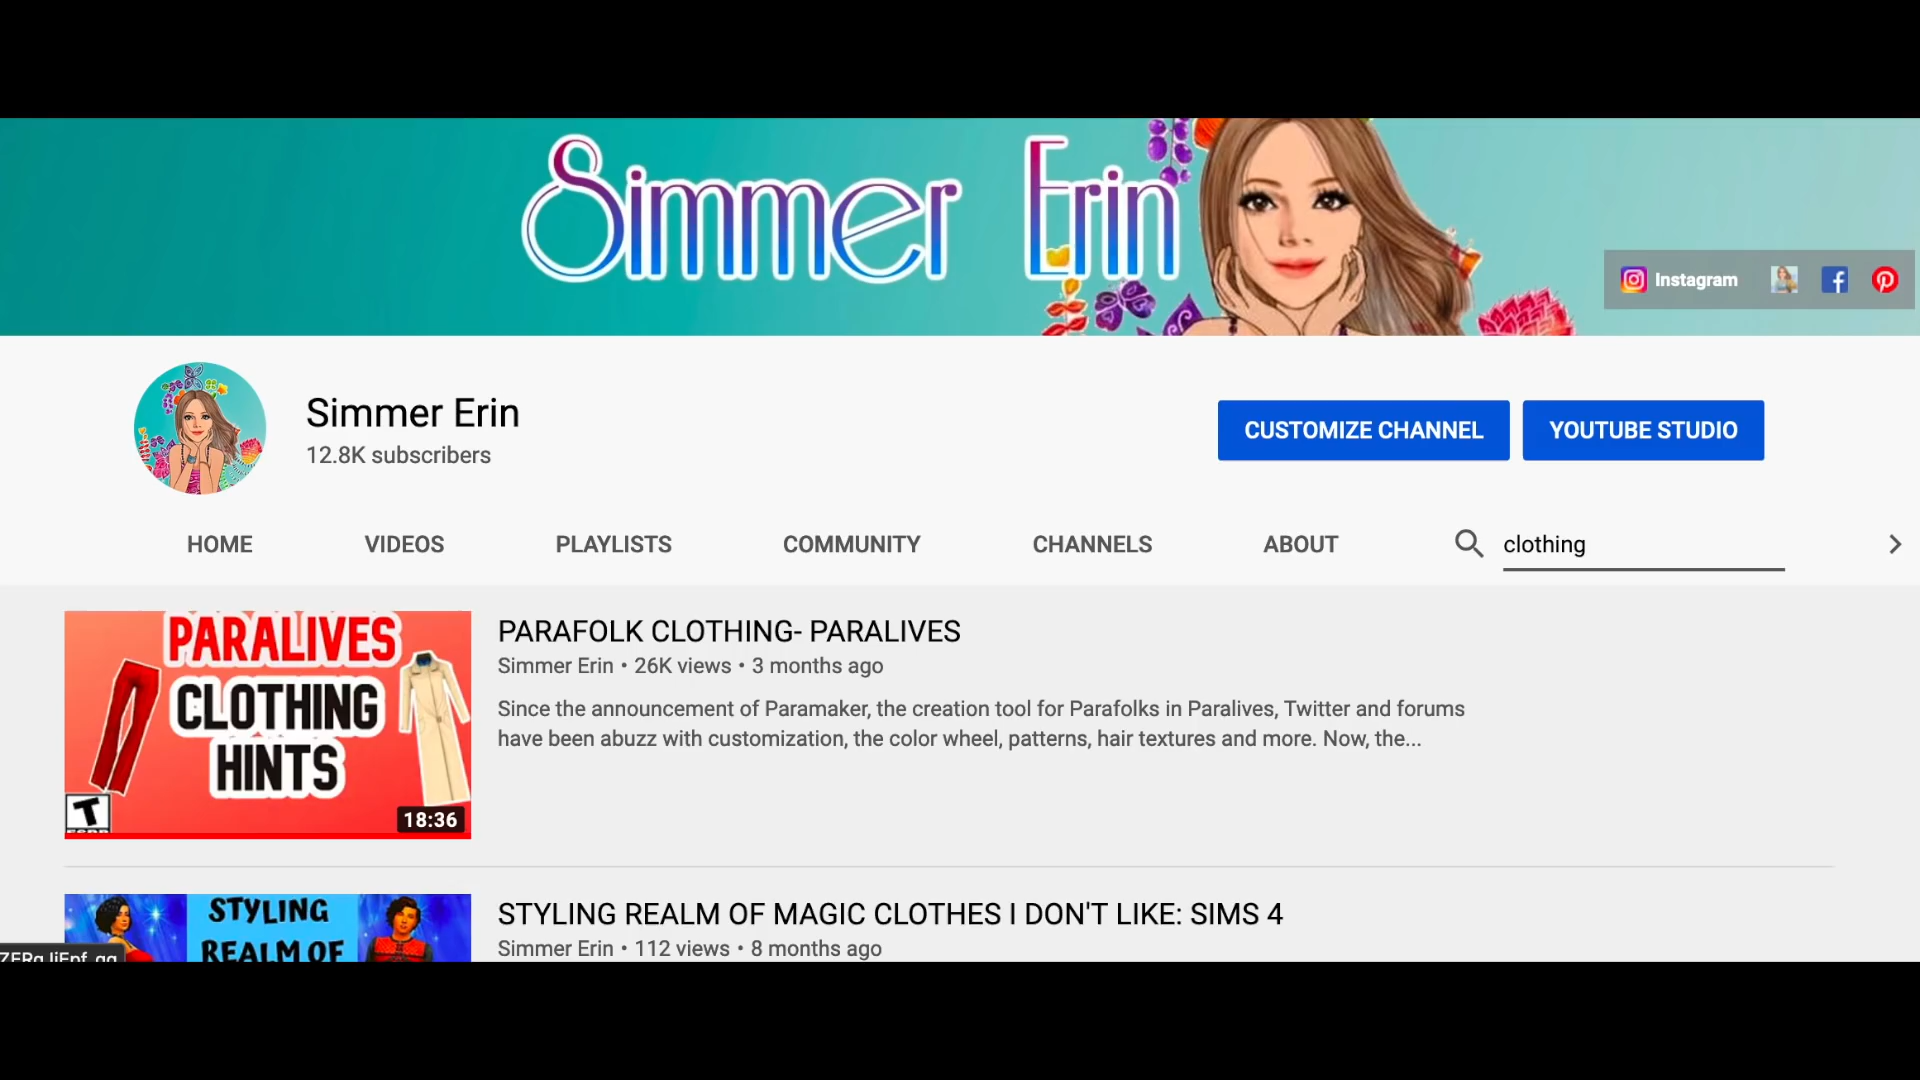 Simmer Erin
Instagram
Simmer Erin
12.8K subscribers
CUSTOMIZE CHANNEL
YOUTUBE STUDIO
HOME
VIDEOS
PLAYLISTS
COMMUNITY
CHANNELS
ABOUT
clothing
PARALIVES
CLOTHING
HINTS
T
18:36
PARAFOLK CLOTHING- PARALIVES
Simmer Erin • 26K views • 3 months ago
Since the announcement of Paramaker, the creation tool for Parafolks in Paralives, Twitter and forums
have been abuzz with customization, the color wheel, patterns, hair textures and more. Now, the...
STYLING
REALM OF
STYLING REALM OF MAGIC CLOTHES I DON'T LIKE: SIMS 4
Simmer Erin • 112 views • 8 months ago